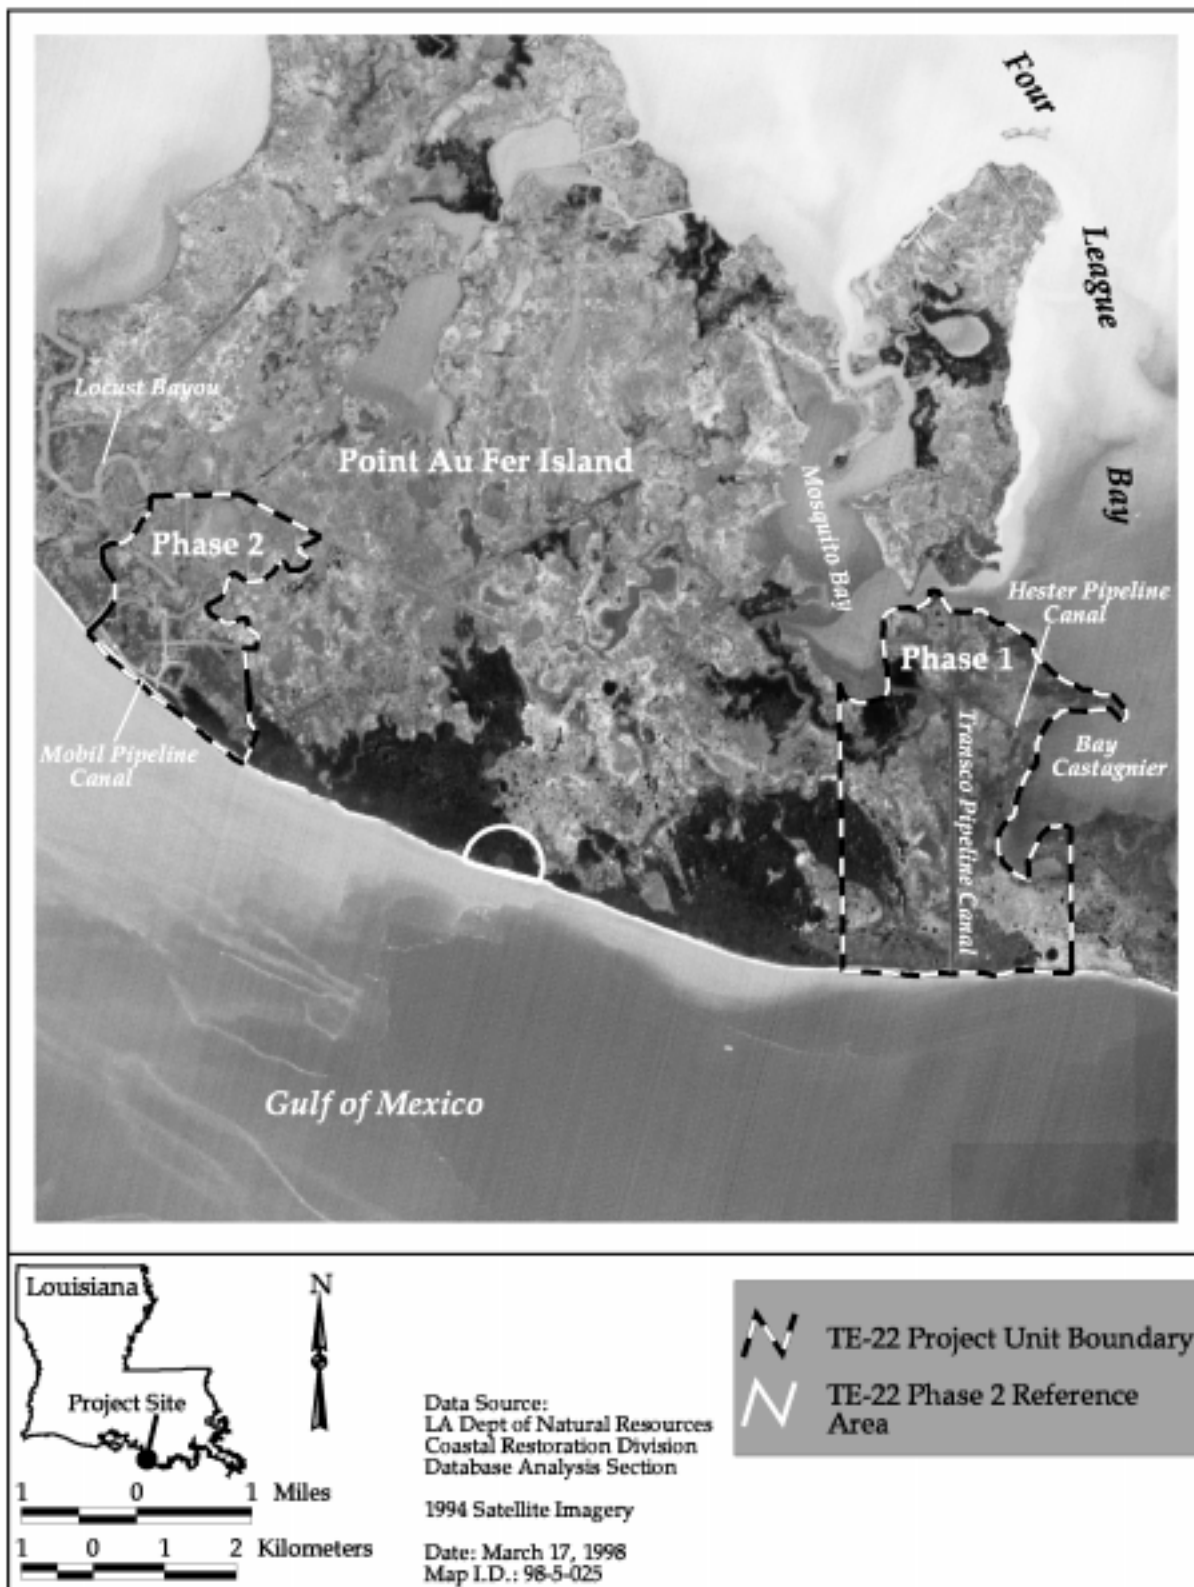 Four
League
Bay
Locust Bayou
Point Au Fer Island
Phase 2
Mosquito Bay
Hester Pipeline
Canal
Phase 1
Transco Pipeline Canal
Bay
Castagnier
Mobil Pipeline
Canal
Gulf of Mexico
Louisiana
Project Site
N
1 0 1 Miles
1 0 1 2 Kilometers
Data Source:
LA Dept of Natural Resources
Coastal Restoration Division
Database Analysis Section
1994 Satellite Imagery
Date: March 17, 1998
Map I.D.: 98-5-025
TE-22 Project Unit Boundary
TE-22 Phase 2 Reference
Area